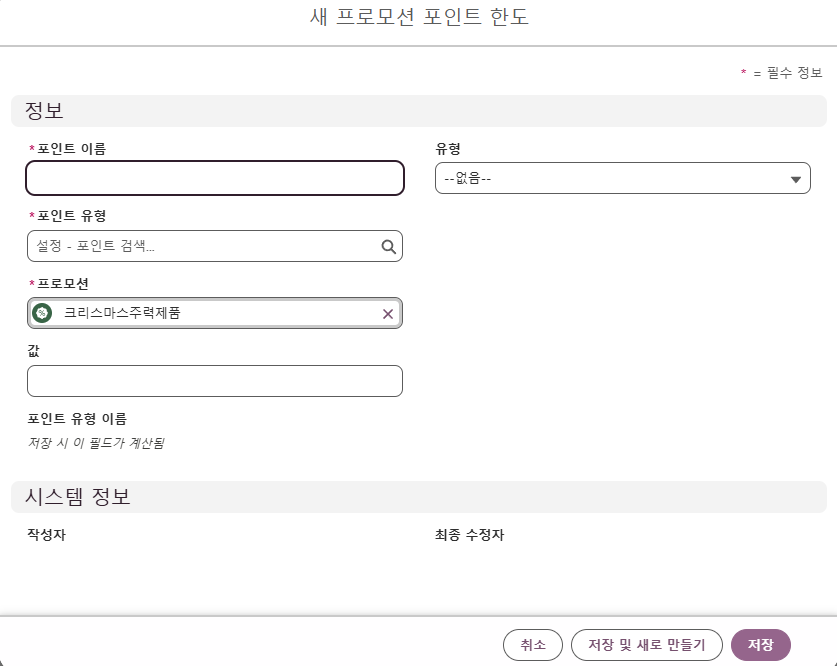 새 프로모션 포인트 한도
* = 필수 정보
정보
*포인트 이름
유형
--없음--
*포인트 유형
설정 - 포인트 검색...
*프로모션
크리스마스주력제품
값
포인트 유형 이름
저장 시 이 필드가 계산됨
시스템 정보
작성자
최종 수정자
취소
저장 및 새로 만들기
저장